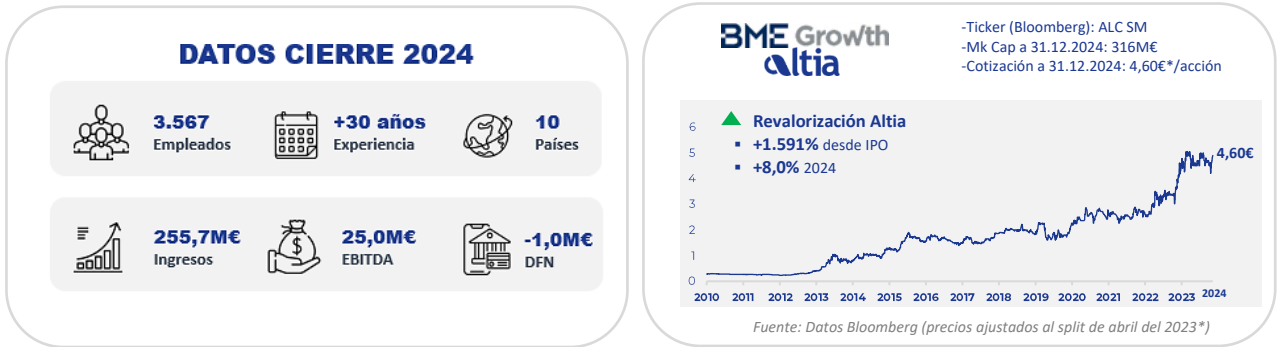 DATOS CIERRE 2024
3.567
Empleados
+30 años
Experiencia
10
Países
255,7M€
Ingresos
25,0M€
EBITDA
-1,0M€
DFN
BME Growth
altia
-Ticker (Bloomberg): ALC SM
-Mk Cap a 31.12.2024: 316M€
-Cotización a 31.12.2024: 4,60€*/acción
Revalorización Altia
▪ +1.591% desde IPO
▪ +8,0% 2024
6
5
4
3
2
1
0
4,60€
2010 2011 2012 2013 2014 2015 2016 2017 2018 2019 2020 2021 2022 2023 2024
Fuente: Datos Bloomberg (precios ajustados al split de abril del 2023*)